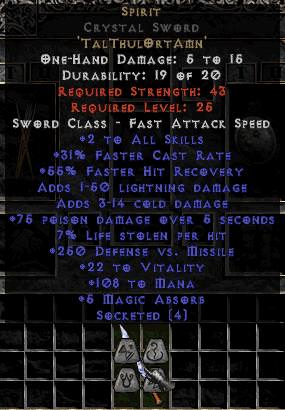 Spirit
Crystal Sword
'TalThulOrtAmn'
One-Hand Damage: 5 to 15
Durability: 19 of 20
Required Strength: 43
Required Level: 25
Sword Class - Fast Attack Speed
+2 to All Skills
+31% Faster Cast Rate
+55% Faster Hit Recovery
Adds 1-50 lightning damage
Adds 3-14 cold damage
+75 poison damage over 5 seconds
7% Life stolen per hit
+250 Defense vs. Missile
+22 to Vitality
+108 to Mana
+5 Magic Absorb
Socketed (4)